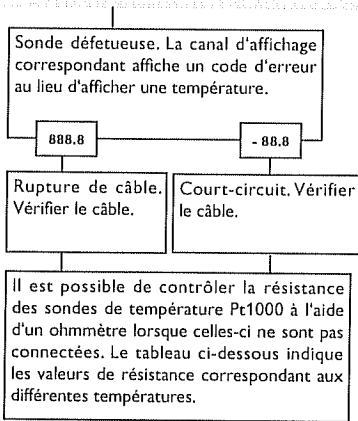 Sonde défetueuse. La canal d'affichage
correspondant affiche un code d'erreur
au lieu d'afficher une température.
888.8
- 88.8
Rupture de câble.
Vérifier le câble.
Court-circuit. Vérifier
le câble.
Il est possible de contrôler la résistance
des sondes de température Pt1000 à l'aide
d'un ohmmètre lorsque celles-ci ne sont pas
connectées. Le tableau ci-dessous indique
les valeurs de résistance correspondant aux
différentes températures.